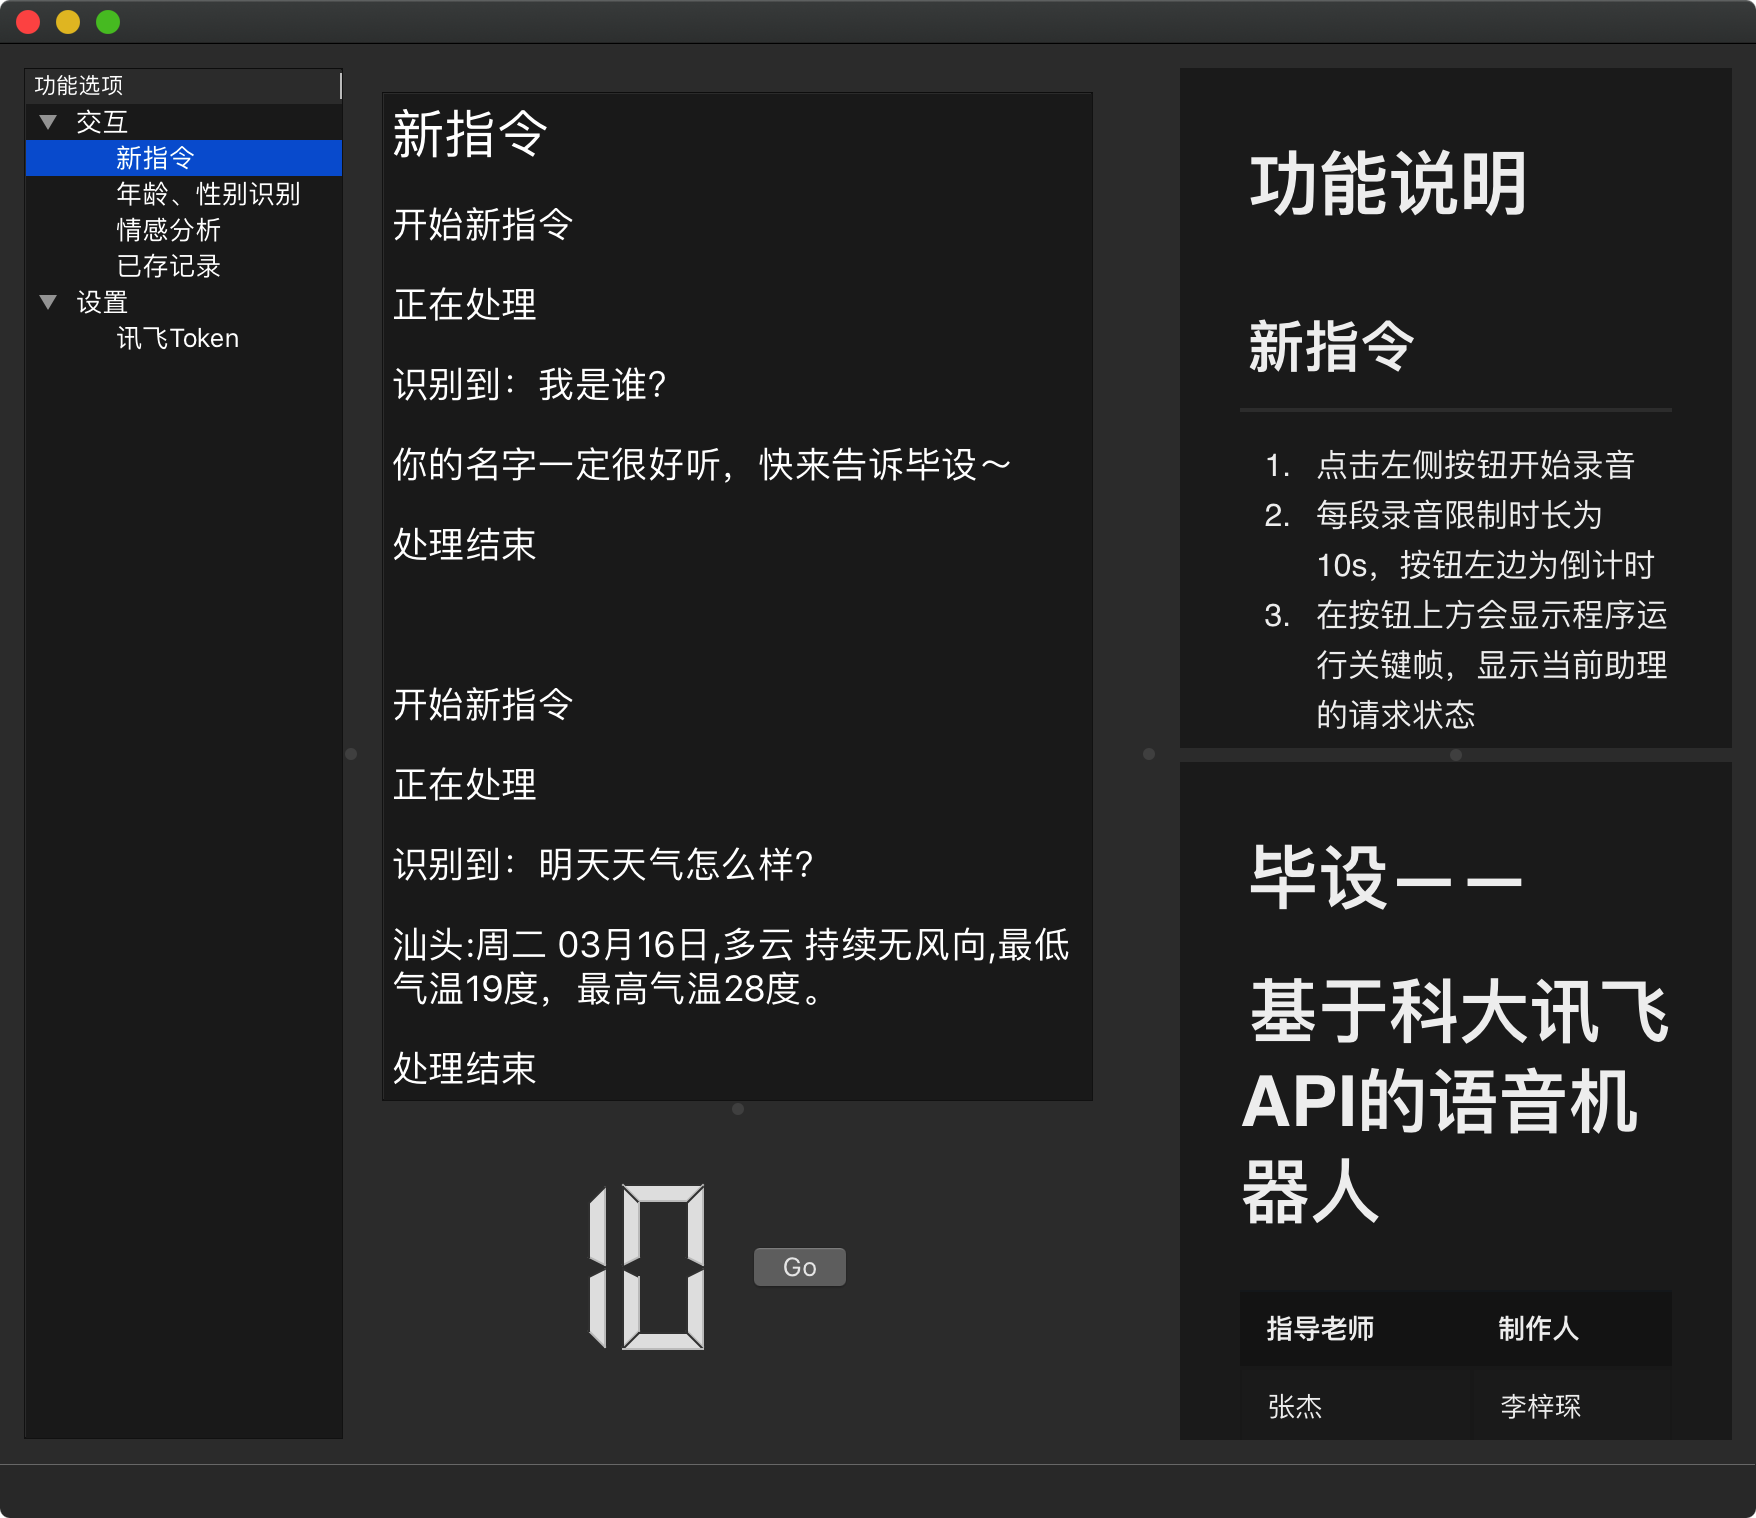 功能选项
交互
新指令
年龄、性别识别
情感分析
已存记录
设置
讯飞Token
新指令
开始新指令
正在处理
识别到：我是谁？
你的名字一定很好听，快来告诉毕设～
处理结束
开始新指令
正在处理
识别到：明天天气怎么样？
汕头:周二 03月16日,多云 持续无风向,最低
气温19度，最高气温28度。
处理结束
10
Go
功能说明
新指令
1. 点击左侧按钮开始录音
2. 每段录音限制时长为
10s，按钮左边为倒计时
3. 在按钮上方会显示程序运
行关键帧，显示当前助理
的请求状态
毕设——
基于科大讯飞
API的语音机
器人
指导老师 制作人
张杰 李梓琛